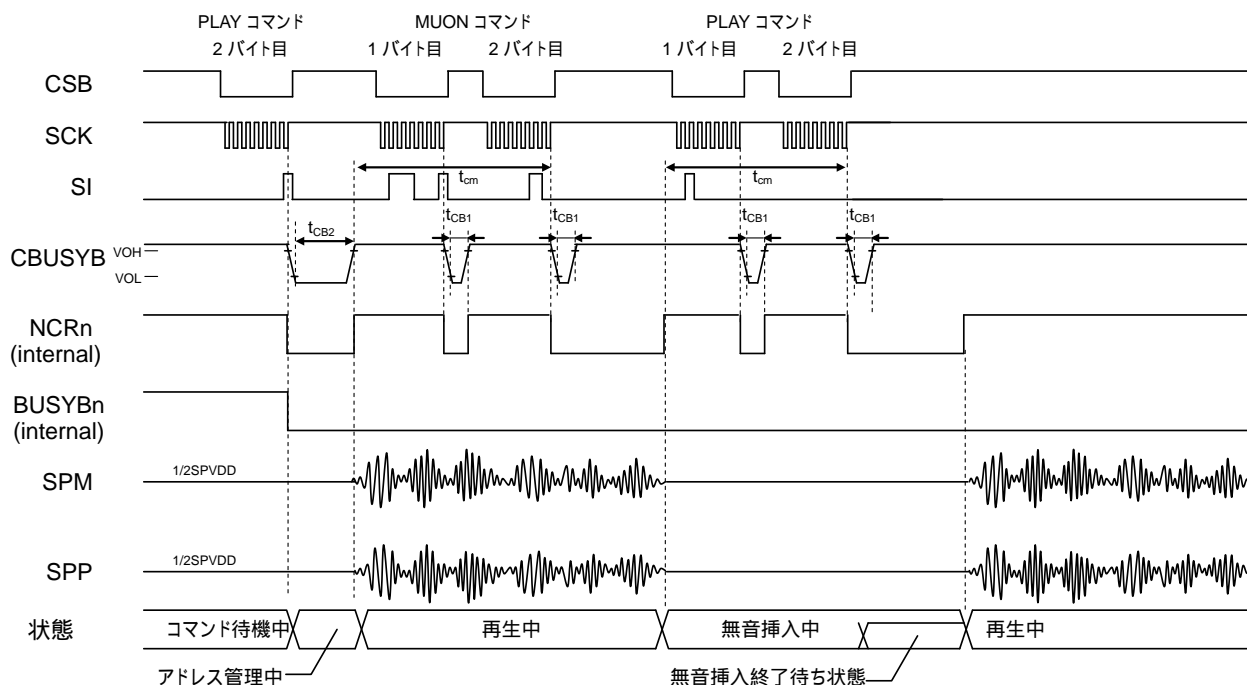 PLAY コマンド MUON コマンド PLAY コマンド
2 バイト目 1 バイト目 2 バイト目 1 バイト目 2 バイト目
CSB
SCK
SI
tcm tcm
tCB2 tCB1 tCB1 tCB1 tCB1
CBUSYB
VOH
VOL
NCRn
(internal)
BUSYBn
(internal)
SPM
1/2SPVDD
SPP
1/2SPVDD
状態
コマンド待機中 再生中 無音挿入中 再生中
アドレス管理中 無音挿入終了待ち状態